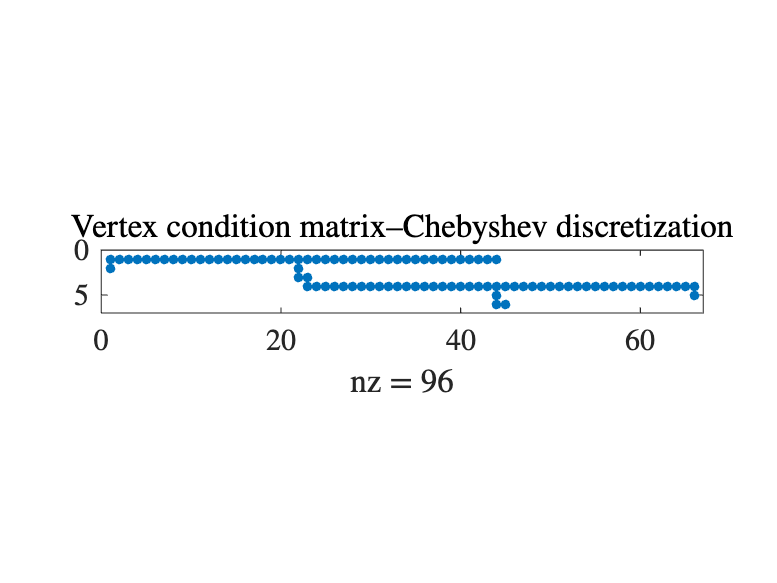 Vertex condition matrix–Chebyshev discretization
0
5
0 20 40 60
nz = 96